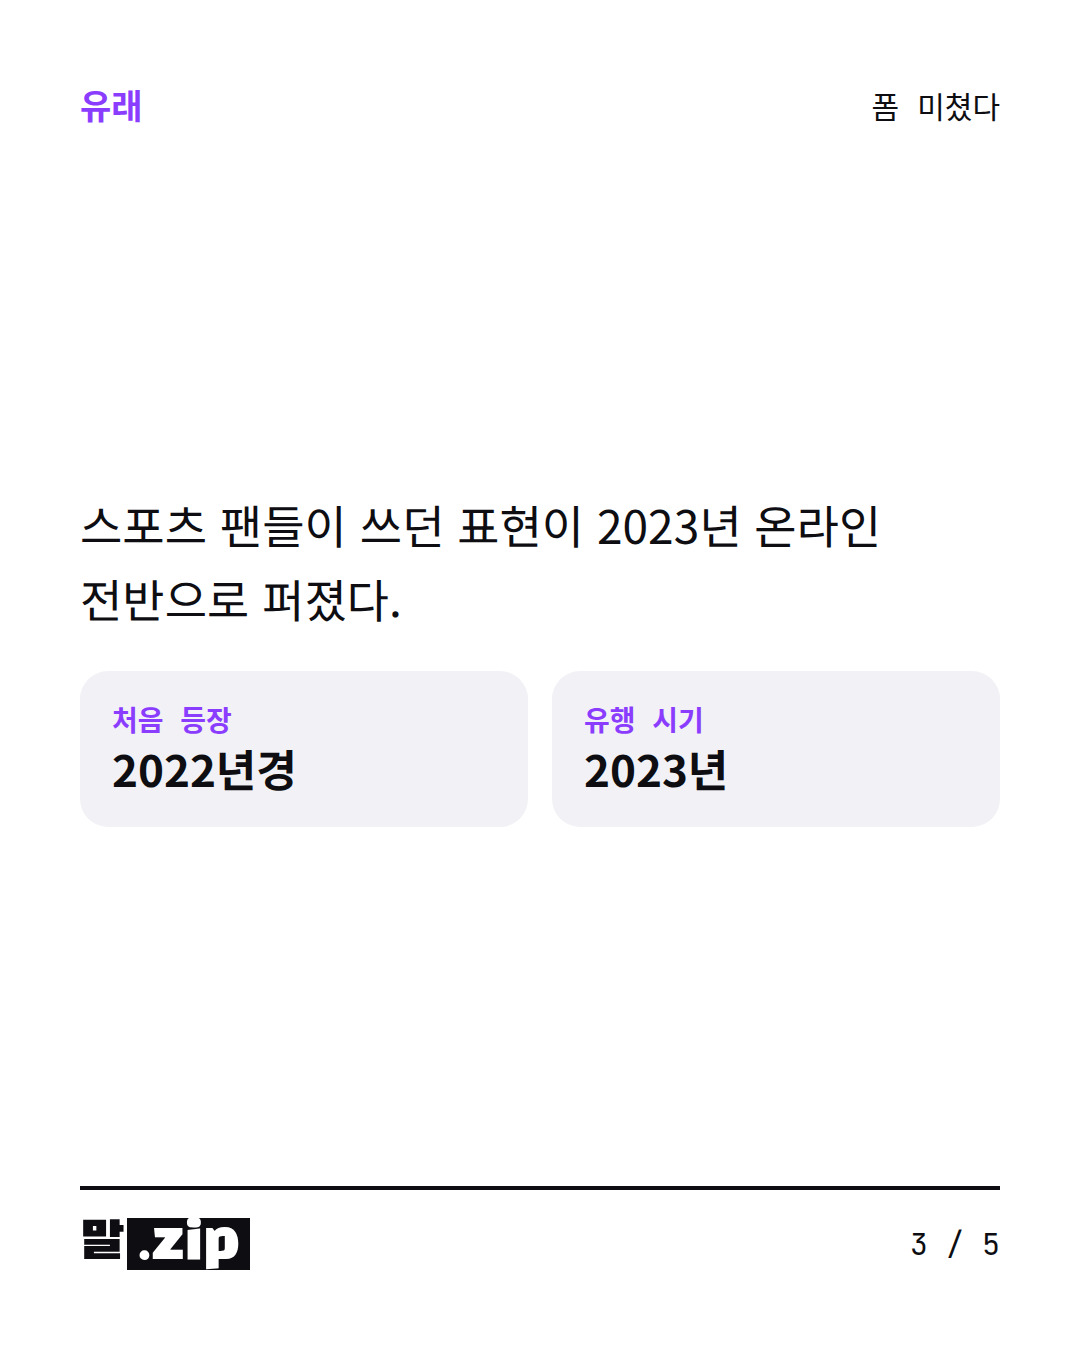 유래
폼 미쳤다
스포츠 팬들이 쓰던 표현이 2023년 온라인
전반으로 퍼졌다.
처음 등장
2022년경
유행 시기
2023년
말.zip
3 / 5